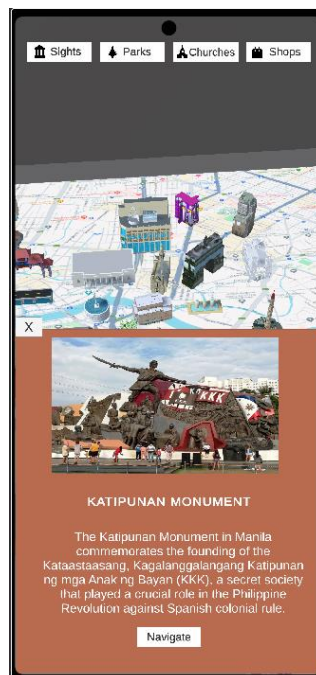 Sights
Parks
Churches
Shops
X
KKK
KATIPUNAN MONUMENT
The Katipunan Monument in Manila
commemorates the founding of the
Kataastaasang, Kagalanggalangang Katipunan
ng mga Anak ng Bayan (KKK), a secret society
that played a crucial role in the Philippine
Revolution against Spanish colonial rule.
Navigate